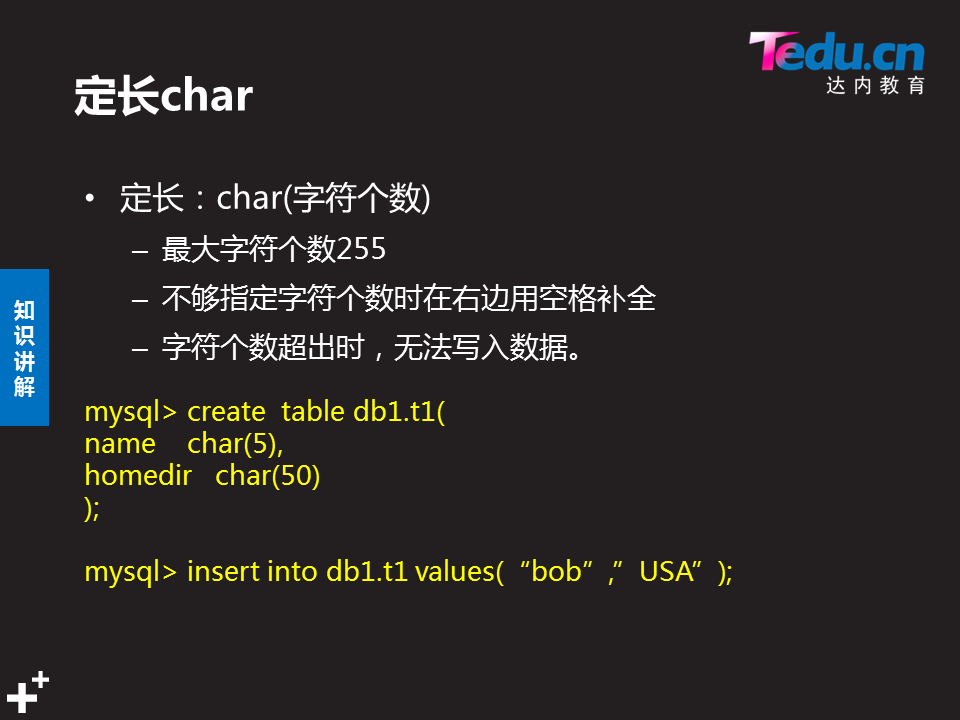 Tedu.cn
达内教育
定长char
• 定长：char(字符个数)
– 最大字符个数255
– 不够指定字符个数时在右边用空格补全
– 字符个数超出时，无法写入数据。
知识讲解
mysql> create  table db1.t1(
name    char(5),
homedir   char(50)
);
mysql> insert into db1.t1 values(“bob”,”USA”);